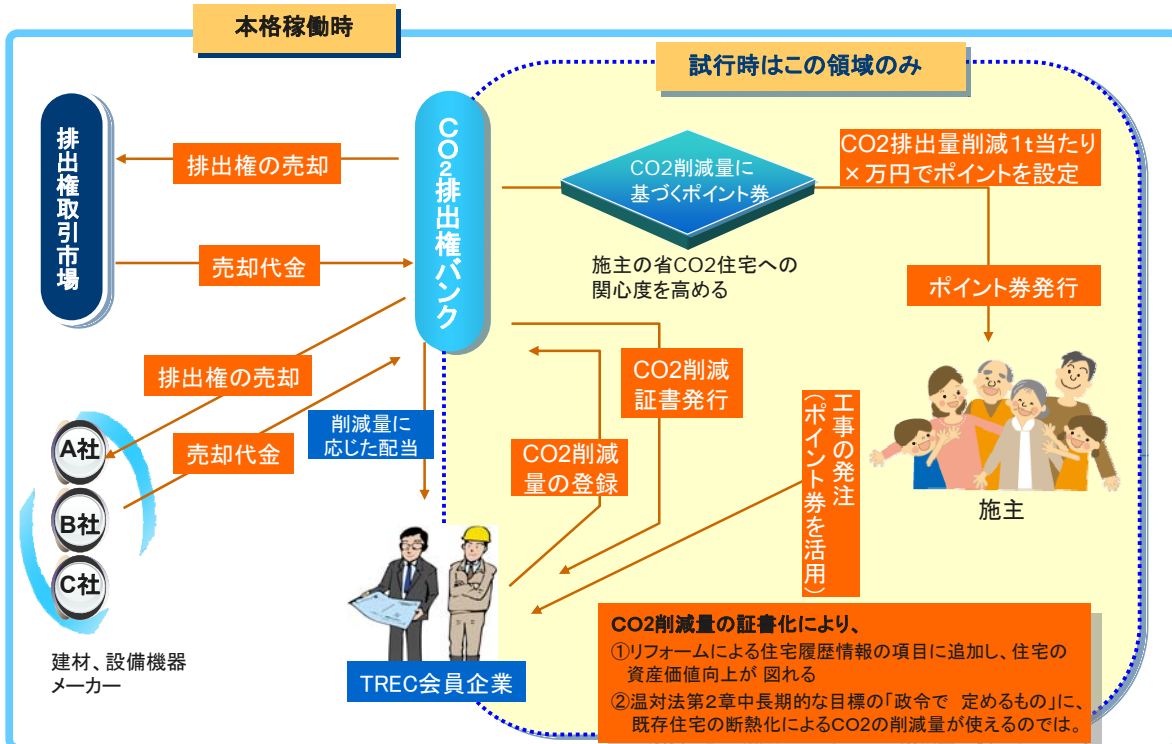 本格稼働時
試行時はこの領域のみ
排出権取引市場
排出権の売却
売却代金
CO2排出権バンク
CO2削減量に
基づくポイント券
CO2排出量削減1t当たり
×万円でポイントを設定
施主の省CO2住宅への
関心度を高める
ポイント券発行
排出権の売却
売却代金
削減量に
応じた配当
CO2削減
証書発行
CO2削減
量の登録
工事の発注
(ポイント券を活用)
施主
A社
B社
C社
建材、設備機器
メーカー
TREC会員企業
CO2削減量の証書化により、
①リフォームによる住宅履歴情報の項目に追加し、住宅の
資産価値向上が 図れる
②温対法第2章中長期的な目標の「政令で 定めるもの」に、
既存住宅の断熱化によるCO2の削減量が使えるのでは。